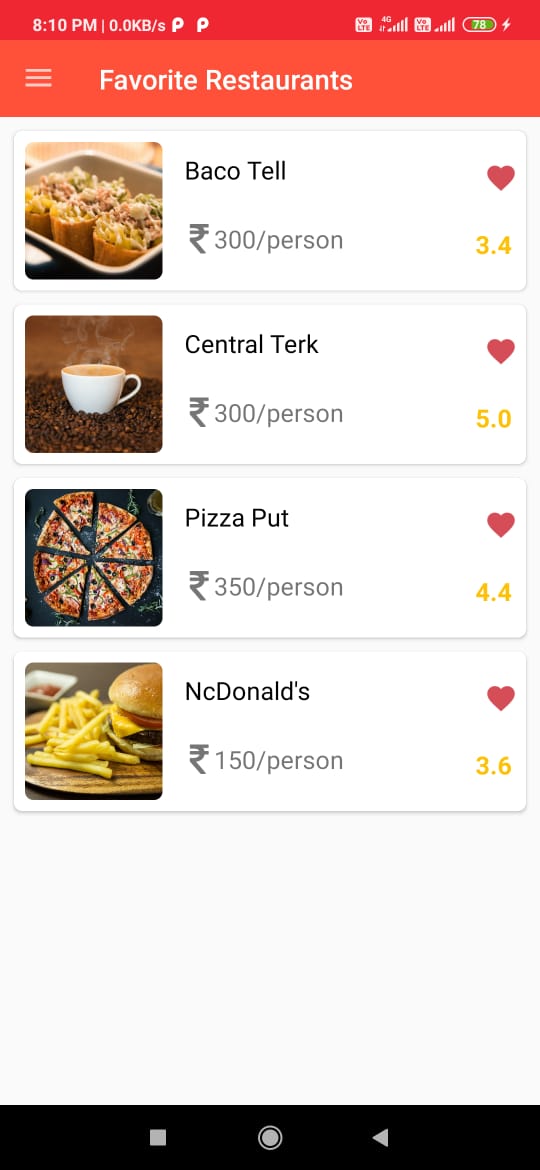 8:10 PM | 0.0KB/s
Vo LTE 4G Vo LTE 78
Favorite Restaurants
Baco Tell
₹ 300/person
3.4
Central Terk
₹ 300/person
5.0
Pizza Put
₹ 350/person
4.4
NcDonald's
₹ 150/person
3.6